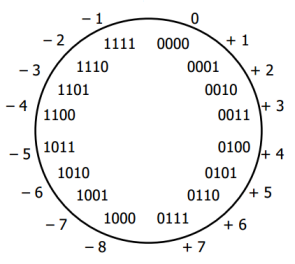 – 1 0
– 2 1111 0000 + 1
– 3 1110 0001 + 2
– 4 1101 0010 + 3
1100 0011
– 5 1011 0100 + 4
– 6 1010 0101 + 5
– 7 1001 0110 + 6
– 8 1000 0111 + 7